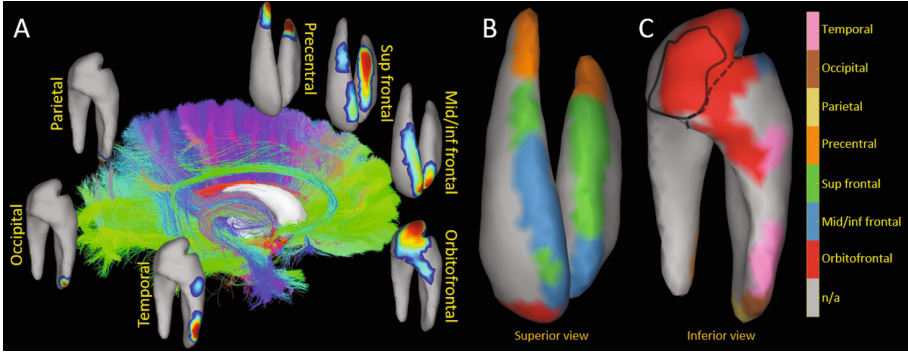 A
Parietal
Precentral
Sup frontal
Mid/inf frontal
Occipital
Temporal
Orbitofrontal
B
Superior view
C
Inferior view
Temporal
Occipital
Parietal
Precentral
Sup frontal
Mid/inf frontal
Orbitofrontal
n/a